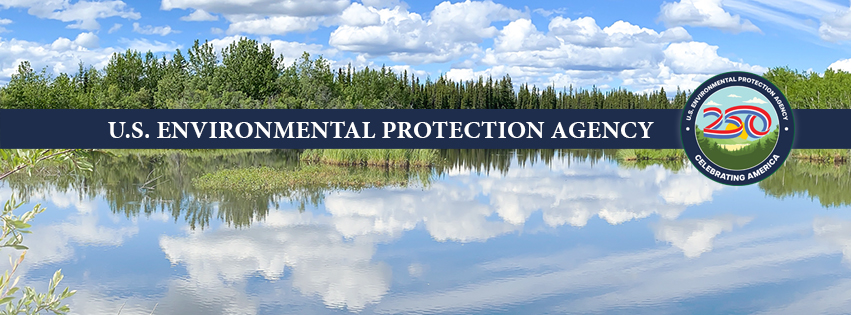 U.S. ENVIRONMENTAL PROTECTION AGENCY
U.S. ENVIRONMENTAL PROTECTION AGENCY
250
CELEBRATING AMERICA